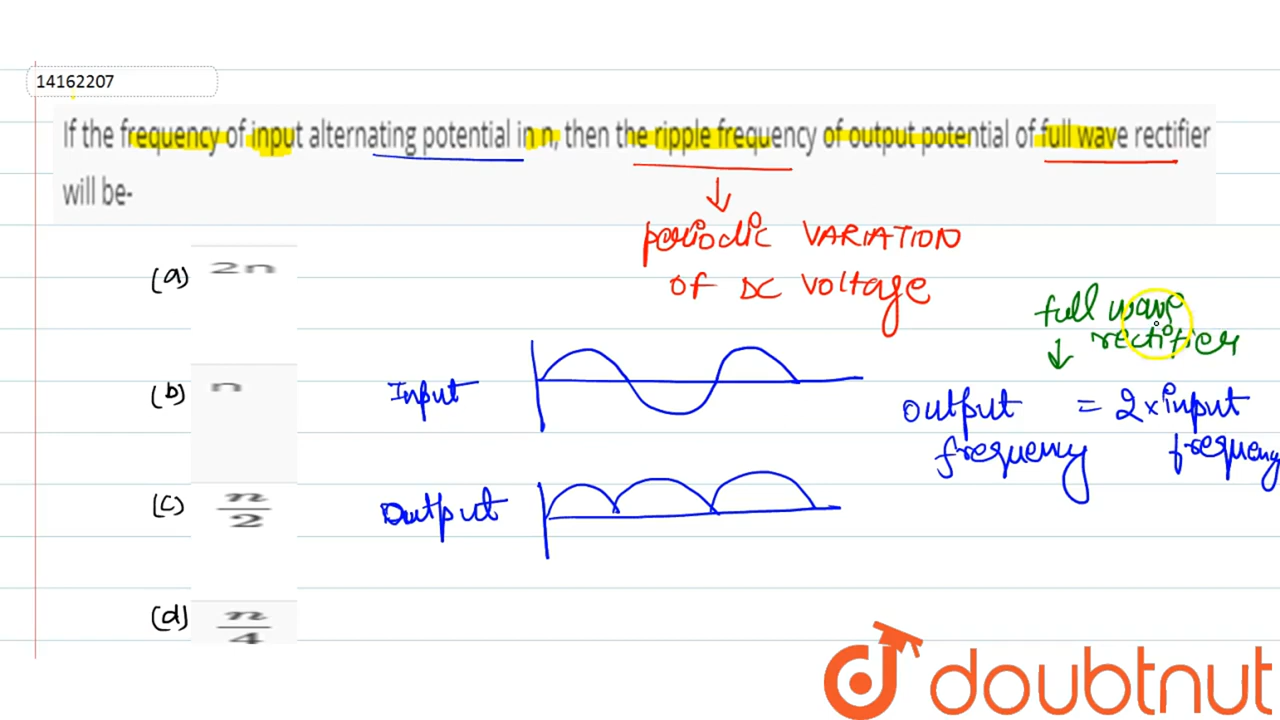 14162207
If the frequency of input alternating potential in n, then the ripple frequency of output potential of full wave rectifier
will be-
periodic VARIATION
of DC voltage
(a) 2n
full wave
rectifier
(b) n
Input
output = 2 × input
frequency frequency
(c) n/2
Output
(d) n/4
doubtnut